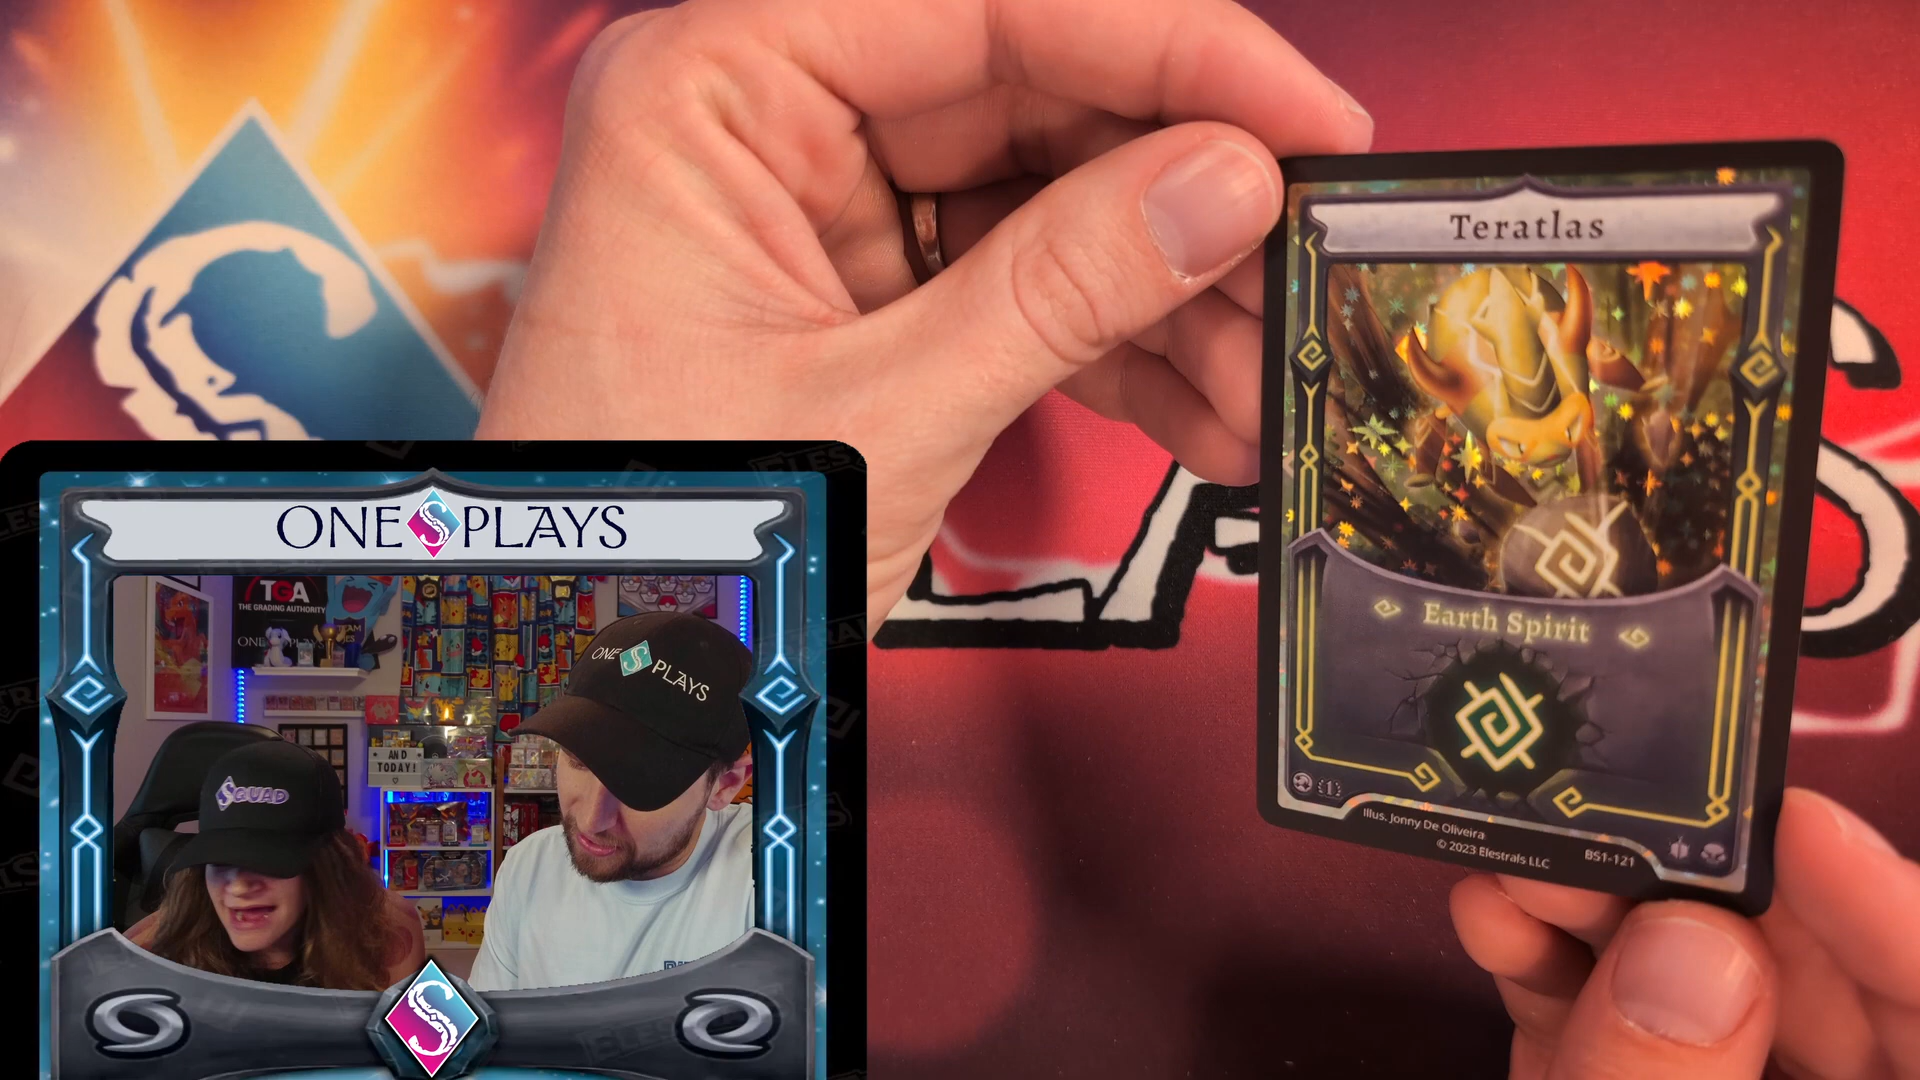 Teratlas
Earth Spirit
1
Illus. Jonny De Oliveira
© 2023 Elestrals LLC
BS1-121
ONE S PLAYS
TGA
THE GRADING AUTHORITY
AND
TODAY!
ONE S PLAYS
SQUAD